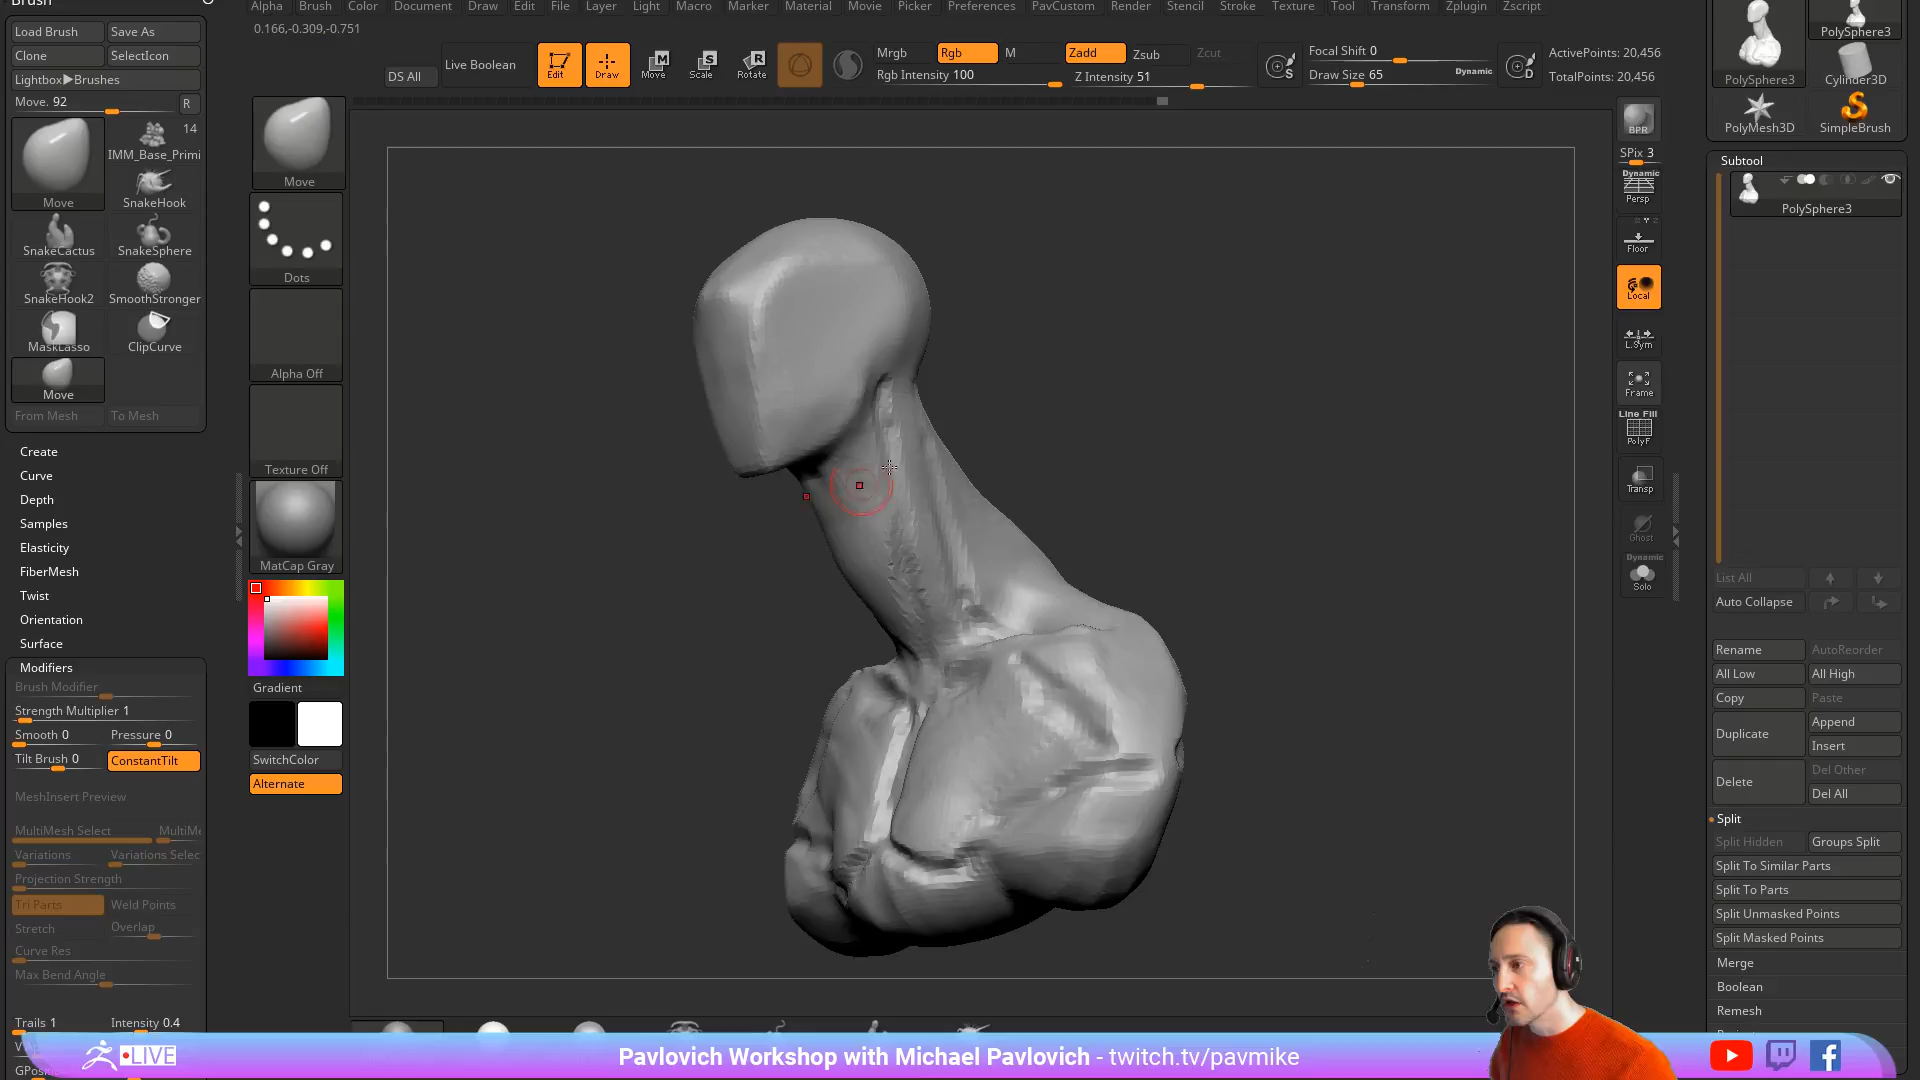 Brush
Alpha Brush Color Document Draw Edit File Layer Light Macro Marker Material Movie Picker Preferences PavCustom Render Stencil Stroke Texture Tool Transform Zplugin Zscript
0.166,-0.309,-0.751
Load Brush Save As
Clone SelectIcon
Lightbox▶Brushes
Move. 92 R
Move
14
IMM_Base_Primi
SnakeHook
SnakeCactus SnakeSphere
SnakeHook2 SmoothStronger
MaskLasso ClipCurve
Move
From Mesh To Mesh
Create
Curve
Depth
Samples
Elasticity
FiberMesh
Twist
Orientation
Surface
Modifiers
Brush Modifier
Strength Multiplier 1
Smooth 0 Pressure 0
Tilt Brush 0 ConstantTilt
MeshInsert Preview
MultiMesh Select MultiMe
Variations Variations Selec
Projection Strength
Tri Parts Weld Points
Stretch Overlap
Curve Res
Max Bend Angle
Trails 1 Intensity 0.4
DS All
Live Boolean
Edit Draw Move Scale Rotate
Mrgb Rgb M Zadd Zsub Zcut
Rgb Intensity 100 Z Intensity 51
Focal Shift 0
Draw Size 65 Dynamic
S D
ActivePoints: 20,456
TotalPoints: 20,456
Move
Dots
Alpha Off
Texture Off
MatCap Gray
Gradient
SwitchColor
Alternate
BPR
SPix 3
Dynamic
Persp
Floor
Local
L.Sym
Frame
Line Fill
PolyF
Transp
Ghost
Dynamic
Solo
PolySphere3
PolySphere3
Cylinder3D
PolyMesh3D SimpleBrush
Subtool
PolySphere3
List All
Auto Collapse
Rename AutoReorder
All Low All High
Copy Paste
Duplicate Append
Insert
Delete Del Other
Del All
Split
Split Hidden Groups Split
Split To Similar Parts
Split To Parts
Split Unmasked Points
Split Masked Points
Merge
Boolean
Remesh
LIVE
Pavlovich Workshop with Michael Pavlovich - twitch.tv/pavmike